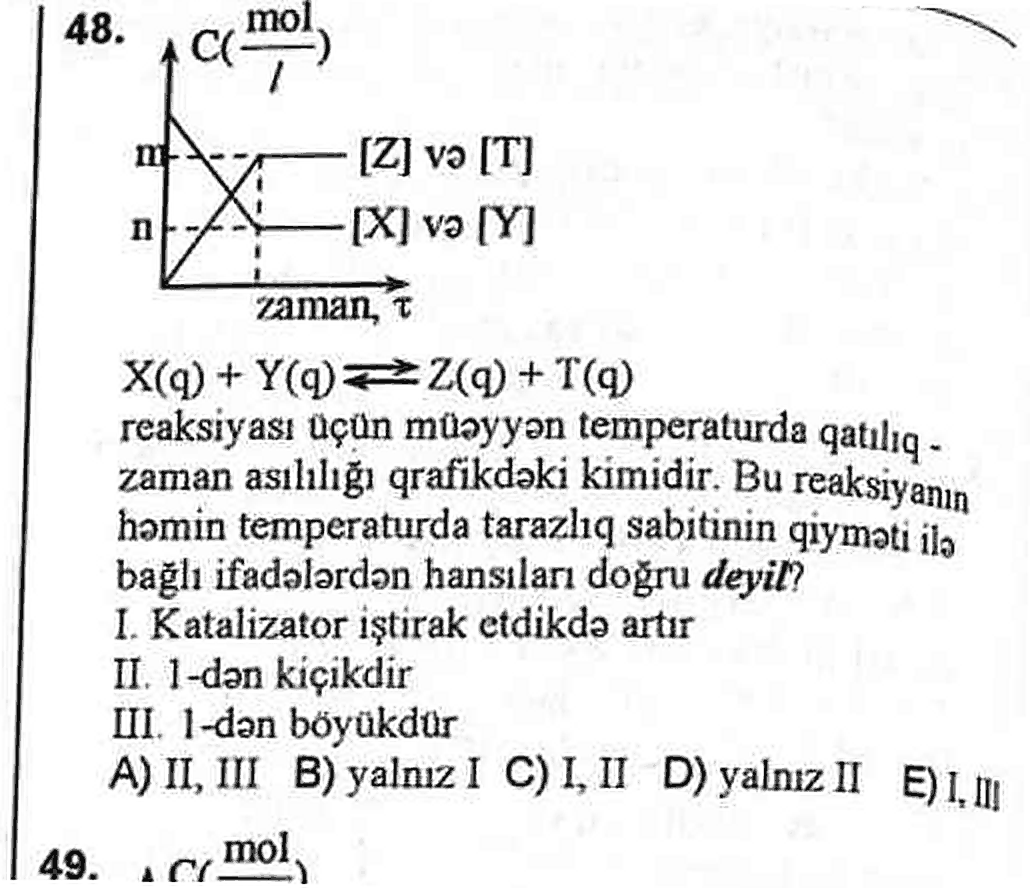 48.
C(mol/l)
m
[Z] və [T]
n
[X] və [Y]
zaman, τ
X(q) + Y(q) ⇄ Z(q) + T(q)
reaksiyası üçün müəyyən temperaturda qatılıq -
zaman asılılığı qrafikdəki kimidir. Bu reaksiyanın
həmin temperaturda tarazlıq sabitinin qiyməti ilə
bağlı ifadələrdən hansıları doğru deyil?
I. Katalizator iştirak etdikdə artır
II. 1-dən kiçikdir
III. 1-dən böyükdür
A) II, III B) yalnız I C) I, II D) yalnız II E) I, III
49.
C(mol)